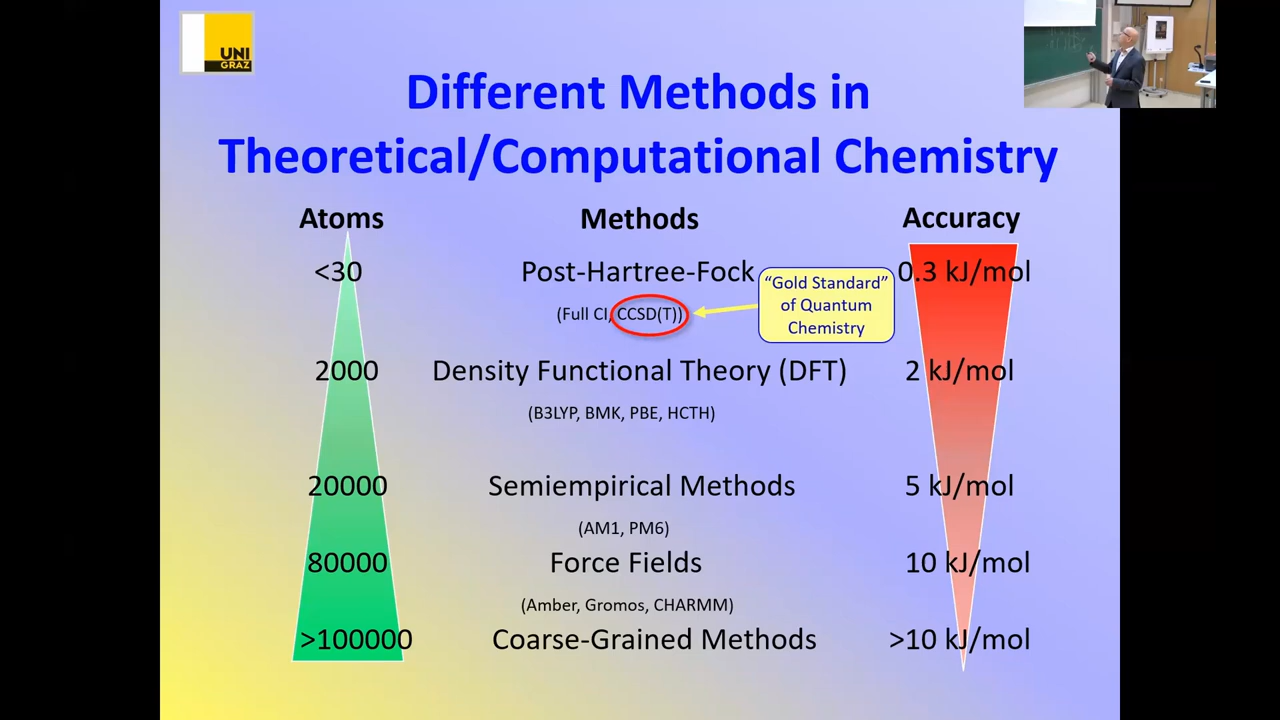 UNI
GRAZ
Different Methods in
Theoretical/Computational Chemistry
Atoms Methods Accuracy
<30 Post-Hartree-Fock 0.3 kJ/mol
(Full CI, CCSD(T))
“Gold Standard”
of Quantum
Chemistry
2000 Density Functional Theory (DFT) 2 kJ/mol
(B3LYP, BMK, PBE, HCTH)
20000 Semiempirical Methods 5 kJ/mol
(AM1, PM6)
80000 Force Fields 10 kJ/mol
(Amber, Gromos, CHARMM)
>100000 Coarse-Grained Methods >10 kJ/mol